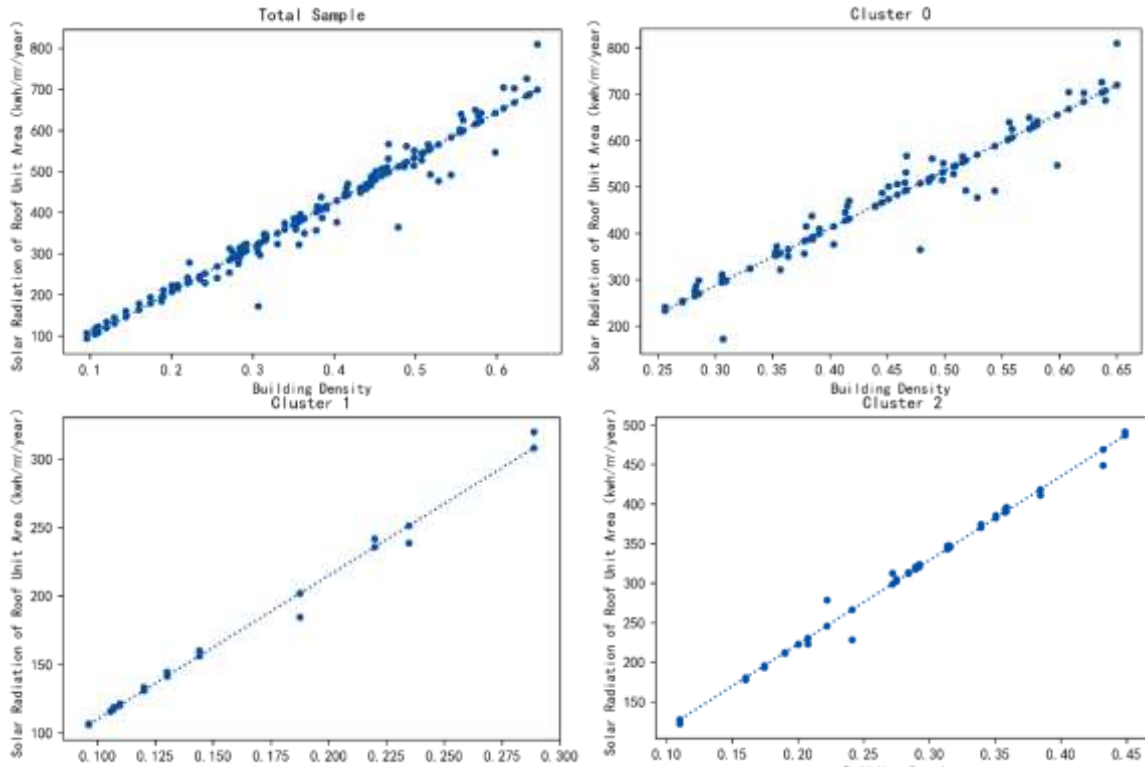 Total Sample
Solar Radiation of Roof Unit Area (kwh/㎡/year)
800
700
600
500
400
300
200
100
0.1 0.2 0.3 0.4 0.5 0.6
Building Density
Cluster 0
Solar Radiation of Roof Unit Area (kwh/㎡/year)
800
700
600
500
400
300
200
0.25 0.30 0.35 0.40 0.45 0.50 0.55 0.60 0.65
Building Density
Cluster 1
Solar Radiation of Roof Unit Area (kwh/㎡/year)
300
250
200
150
100
0.100 0.125 0.150 0.175 0.200 0.225 0.250 0.275 0.300
Cluster 2
Solar Radiation of Roof Unit Area (kwh/㎡/year)
500
450
400
350
300
250
200
150
0.10 0.15 0.20 0.25 0.30 0.35 0.40 0.45